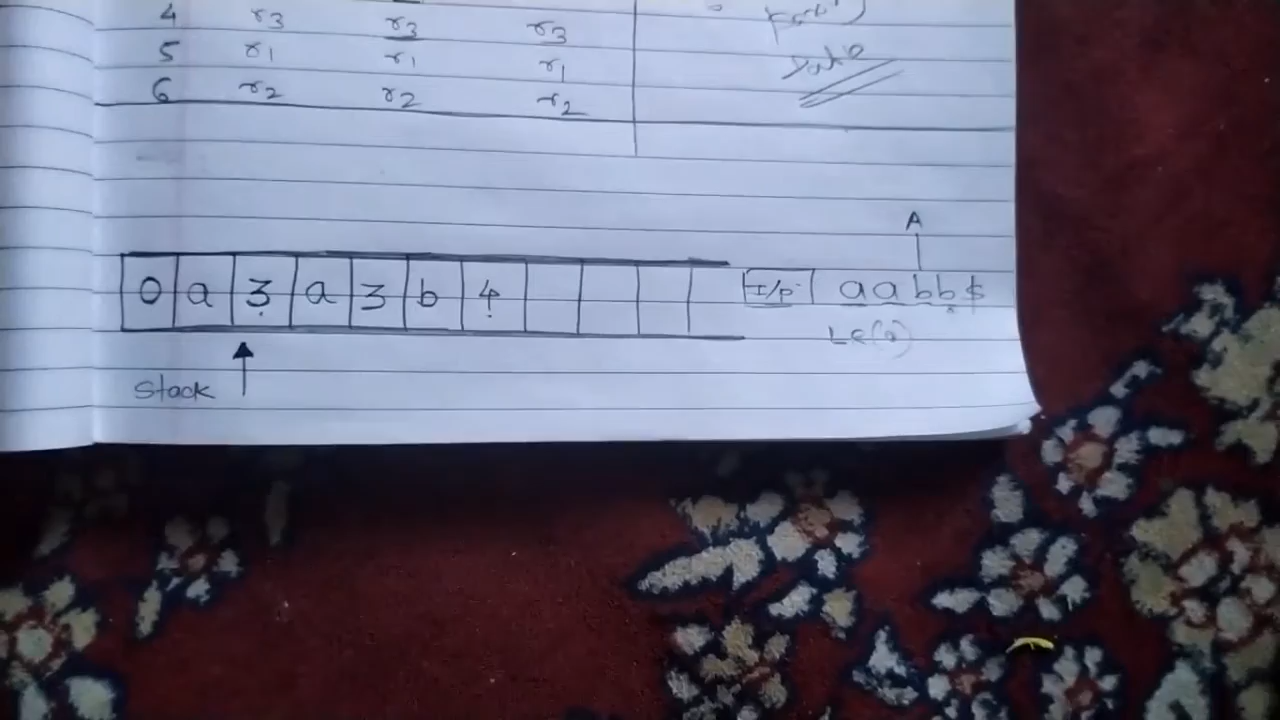 4 r3 r3 r3
5 r1 r1 r1
6 r2 r2 r2
A
0 a 3 a 3 b 4 I/p aabb$
Stack